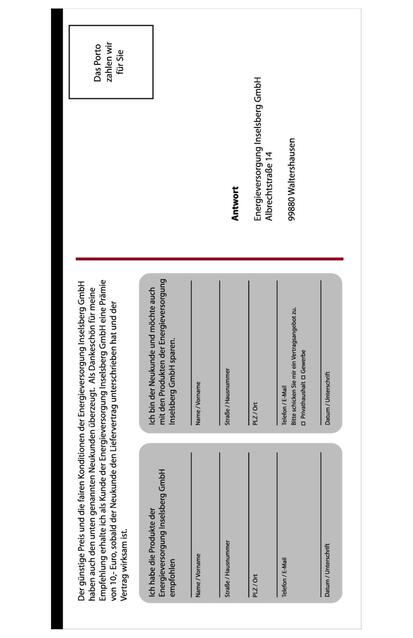 Der günstige Preis und die fairen Konditionen der Energieversorgung Inselsberg GmbH
haben auch den unten genannten Neukunden überzeugt. Als Dankeschön für meine
Empfehlung erhalte ich als Kunde der Energieversorgung Inselsberg GmbH eine Prämie
von 10,- Euro, sobald der Neukunde den Liefervertrag unterschrieben hat und der
Vertrag wirksam ist.
Ich habe die Produkte der
Energieversorgung Inselsberg GmbH
empfohlen
Name / Vorname
Straße / Hausnummer
PLZ / Ort
Telefon / E-Mail
Datum / Unterschrift
Ich bin der Neukunde und möchte auch
mit den Produkten der Energieversorgung
Inselsberg GmbH sparen.
Name / Vorname
Straße / Hausnummer
PLZ / Ort
Telefon / E-Mail
Bitte schicken Sie mir ein Vertragsangebot zu.
□ Privathaushalt □ Gewerbe
Datum / Unterschrift
Das Porto
zahlen wir
für Sie
Antwort
Energieversorgung Inselsberg GmbH
Albrechtstraße 14
99880 Waltershausen